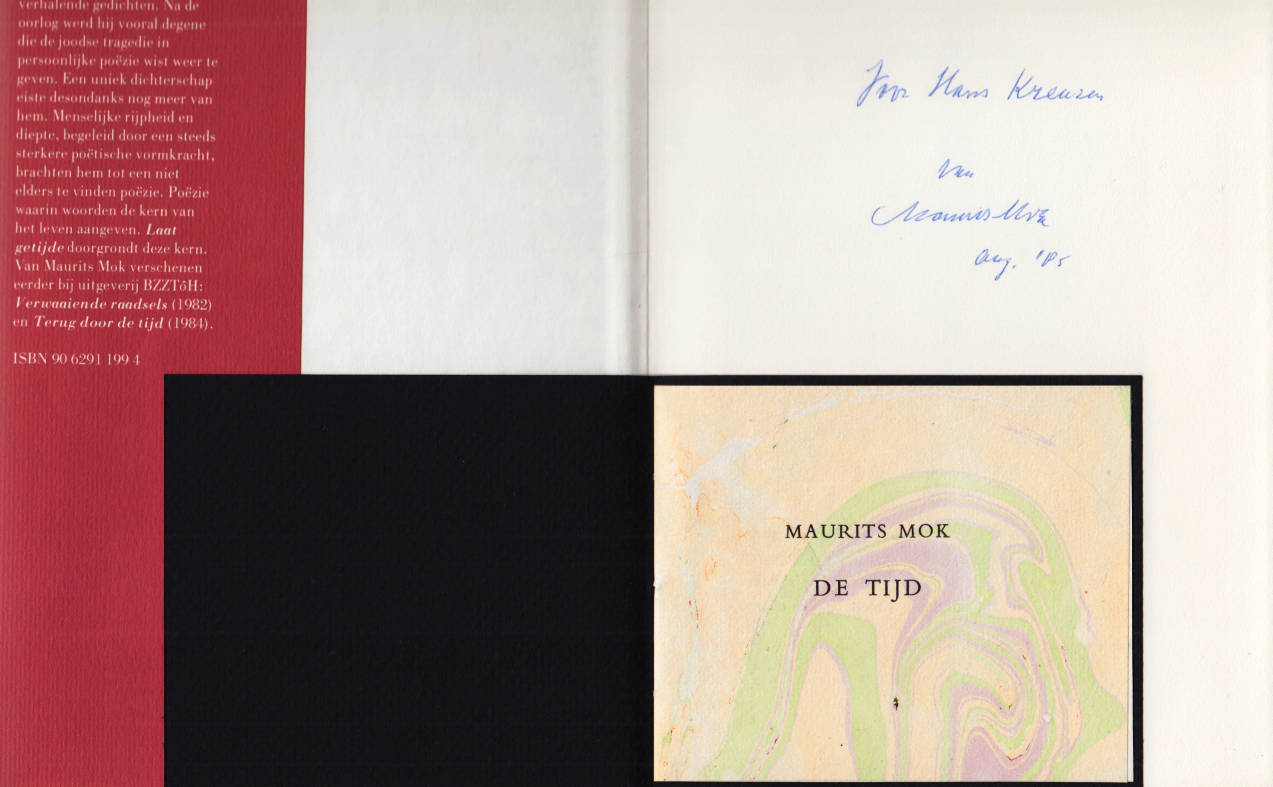 verhalende gedichten. Na de
oorlog werd hij vooral degene
die de joodse tragedie in
persoonlijke poëzie wist weer te
geven. Een uniek dichterschap
eiste desondanks nog meer van
hem. Menselijke rijpheid en
diepte, begeleid door een steeds
sterkere poëtische vormkracht,
brachten hem tot een niet
elders te vinden poëzie. Poëzie
waarin woorden de kern van
het leven aangeven. Laat
getijde doorgrondt deze kern.
Van Maurits Mok verschenen
eerder bij uitgeverij BZZTôH:
Verwaaiende raadsels (1982)
en Terug door de tijd (1984).
ISBN 90 6291 199 4
Voor Hans Kreuzen
van
Maurits Mok
aug. '85
MAURITS MOK
DE TIJD